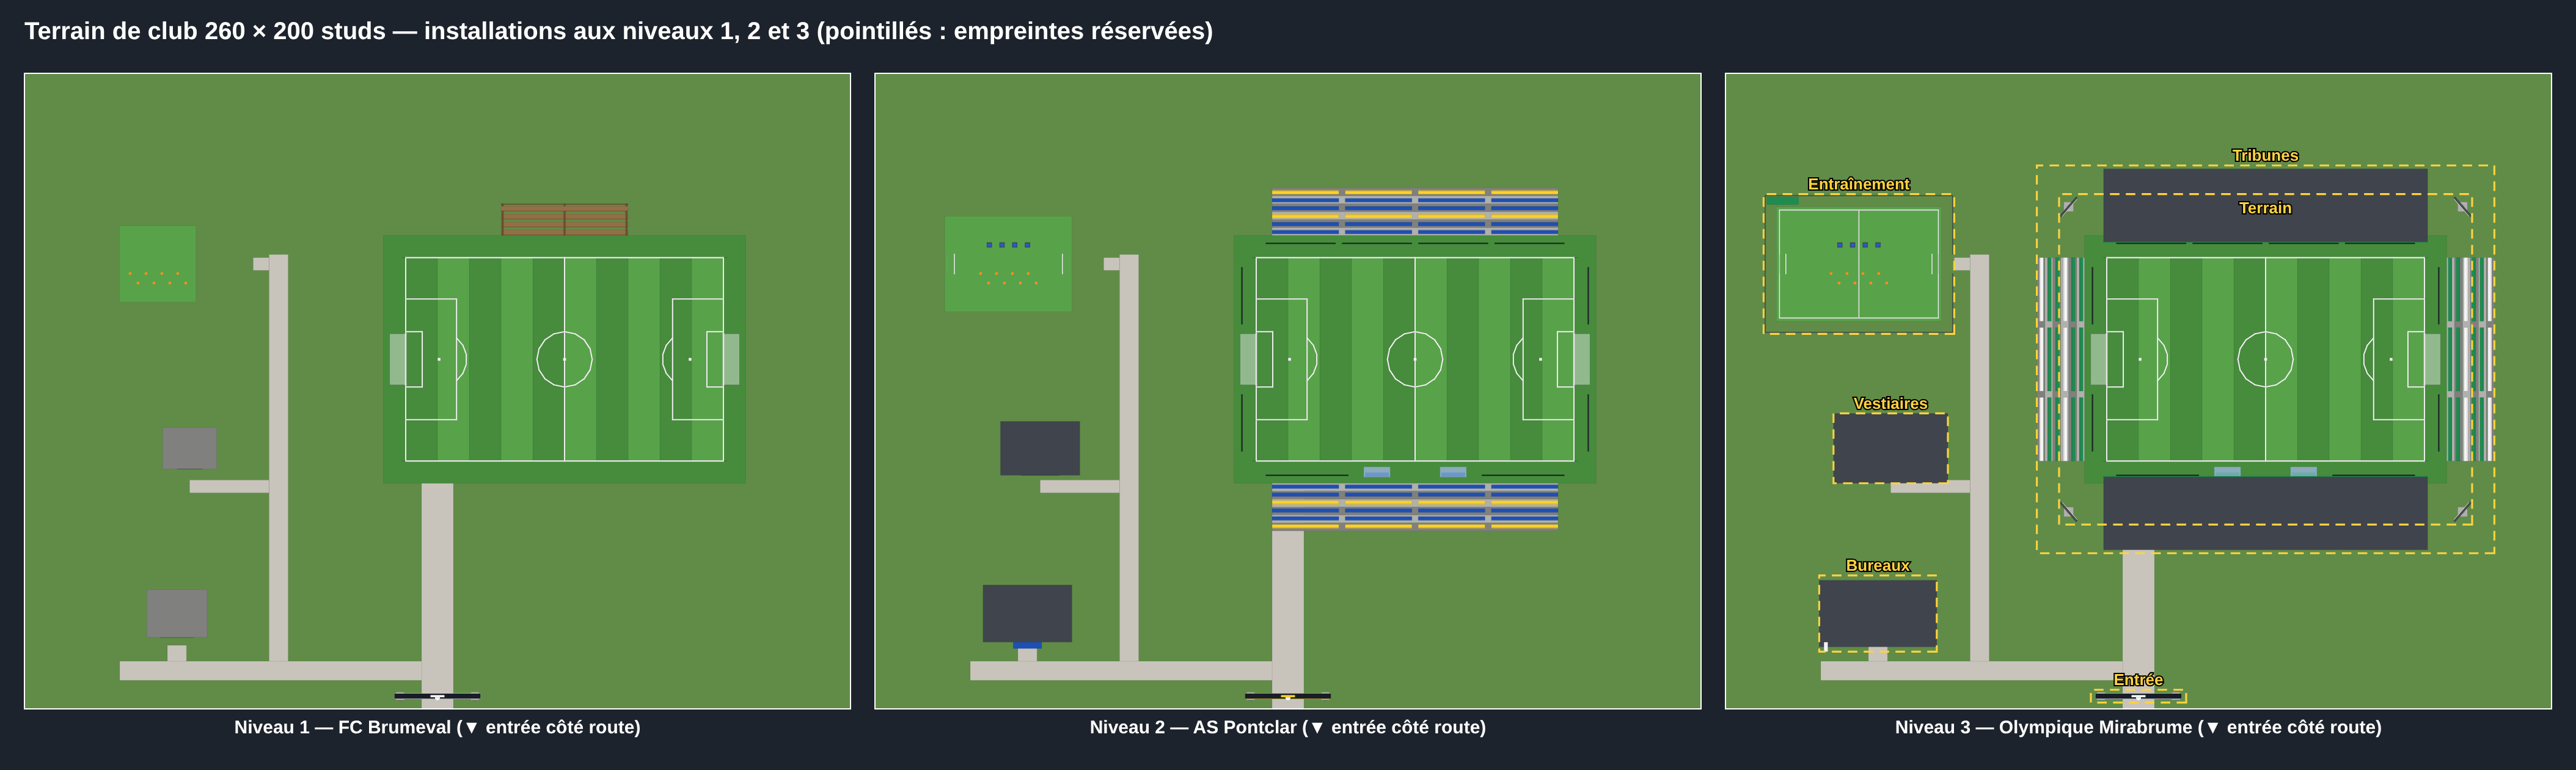 Terrain de club 260 × 200 studs — installations aux niveaux 1, 2 et 3 (pointillés : empreintes réservées)
Tribunes
Entraînement
Terrain
Vestiaires
Bureaux
Entrée
Niveau 1 — FC Brumeval (▼ entrée côté route)
Niveau 2 — AS Pontclar (▼ entrée côté route)
Niveau 3 — Olympique Mirabrume (▼ entrée côté route)